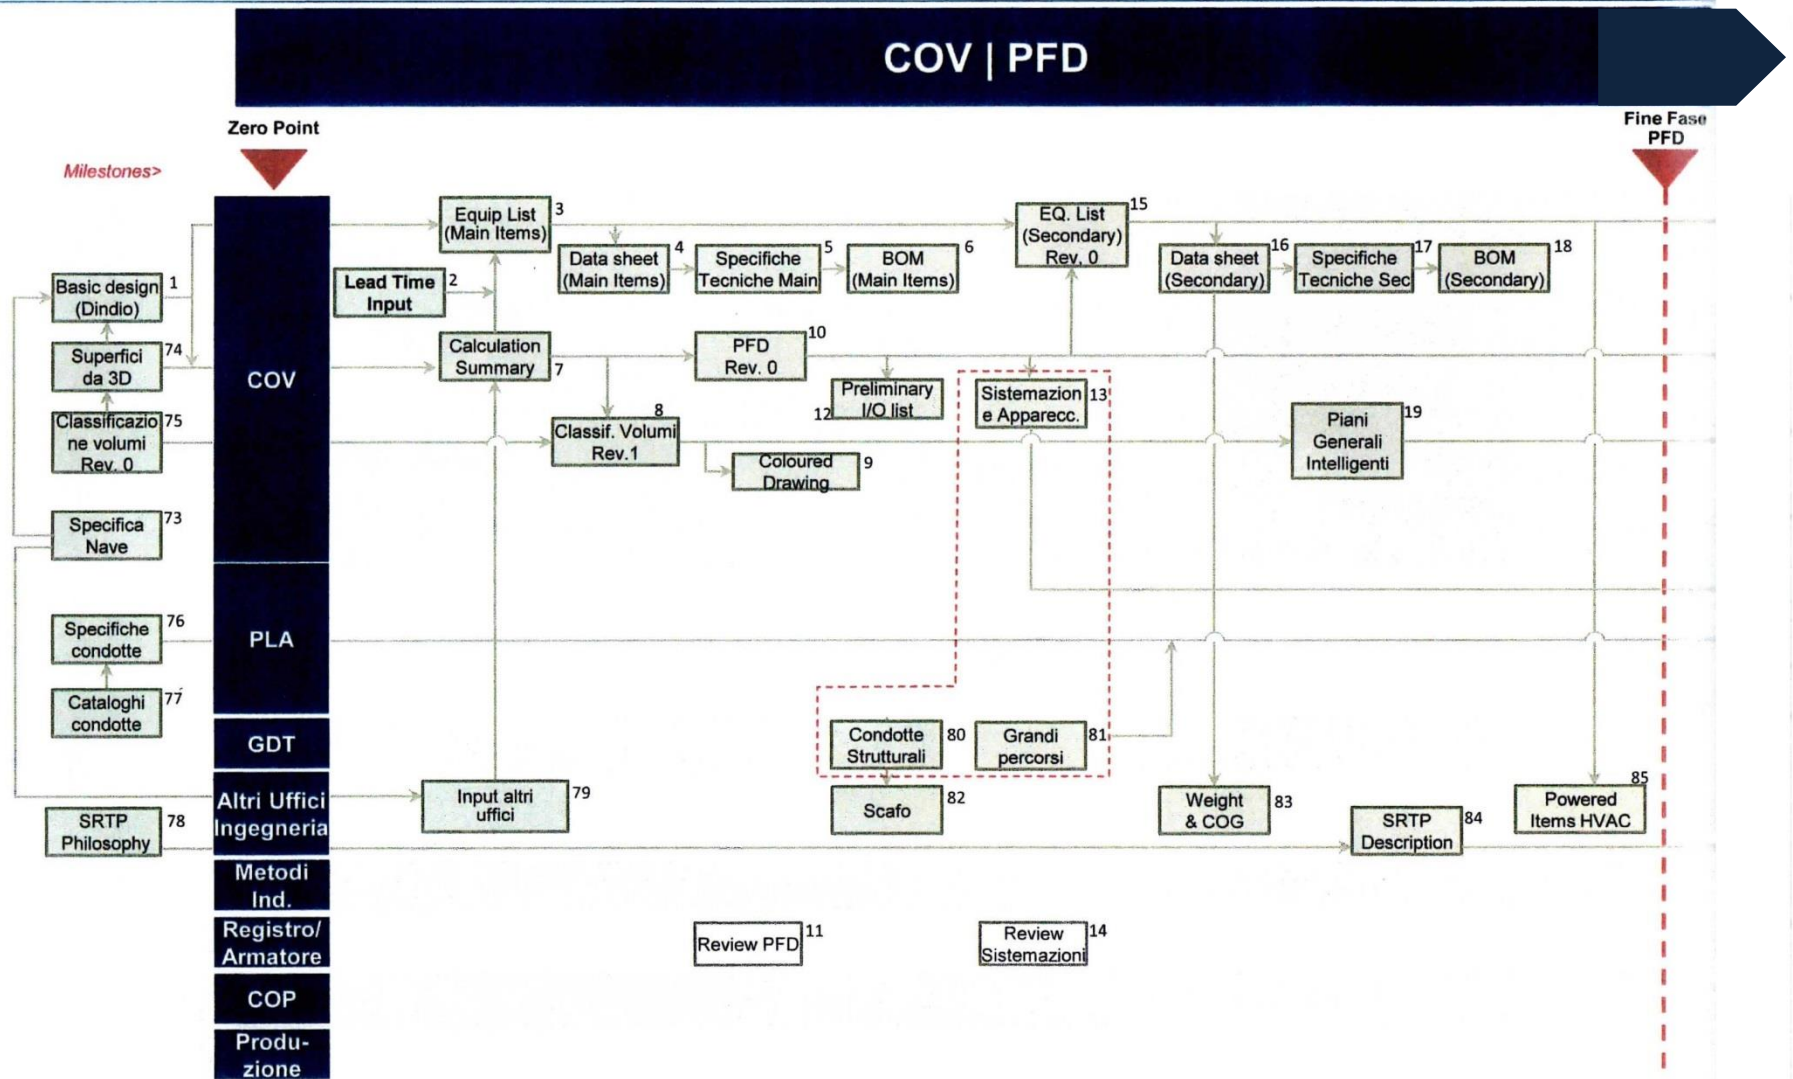 COV | PFD
Zero Point
Fine Fase
PFD
Milestones>
Equip List
(Main Items)
3
EQ. List
(Secondary)
Rev, 0
15
Data sheet
(Main Items)
4
Specifiche
Tecniche Main
5
BOM
(Main Items)
6
Data sheet
(Secondary)
16
Specifiche
Tecniche Sec
17
BOM
(Secondary)
18
Basic design
(Dindio)
1
Lead Time
Input
2
Superfici
da 3D
74
COV
Calculation
Summary
7
PFD
Rev. 0
10
Preliminary
I/O list
12
Sistemazion
e Apparecc.
13
Classificazio
ne volumi
Rev. 0
75
Classif. Volumi
Rev.1
8
Coloured
Drawing
9
Piani
Generali
Intelligenti
19
Specifica
Nave
73
Specifiche
condotte
76
PLA
Cataloghi
condotte
77
GDT
Condotte
Strutturali
80
Grandi
percorsi
81
Altri Uffici
Ingegneria
Input altri
uffici
79
Scafo
82
Weight
& COG
83
SRTP
Description
84
Powered
Items HVAC
85
SRTP
Philosophy
78
Metodi
Ind.
Registro/
Armatore
Review PFD
11
Review
Sistemazioni
14
COP
Produ-
zione